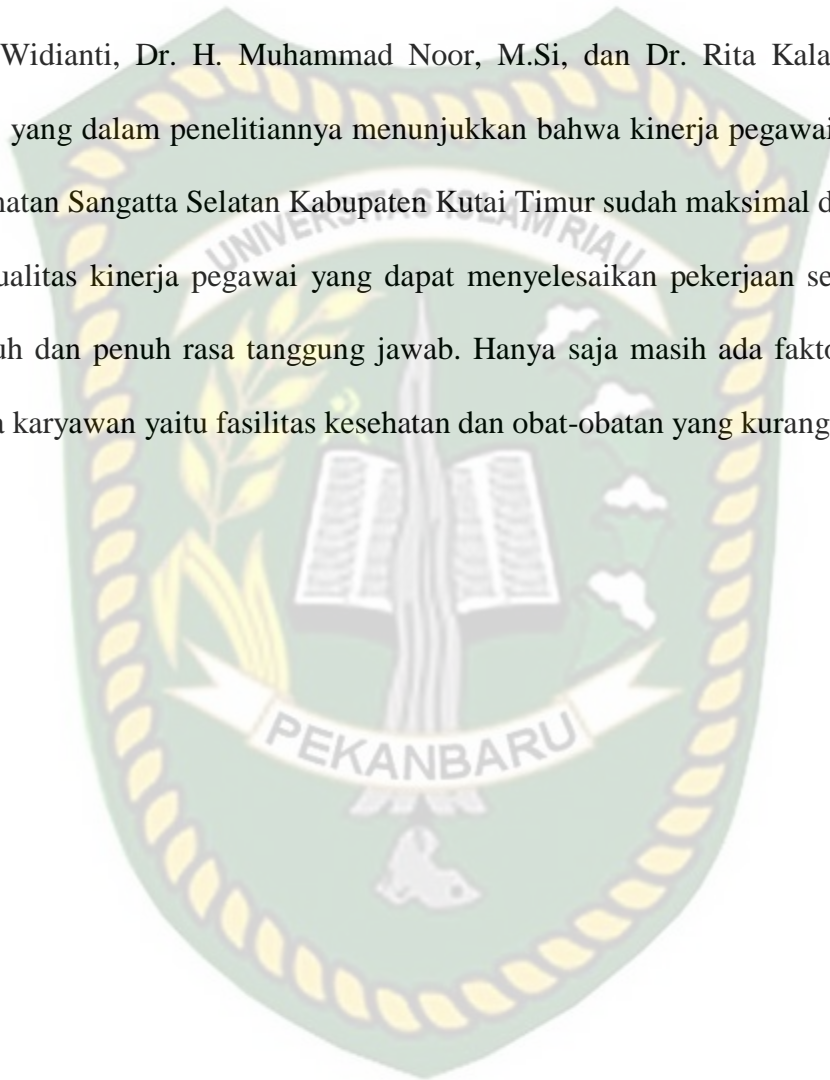 Widianti, Dr. H. Muhammad Noor, M.Si, dan Dr. Rita Kala
yang dalam penelitiannya menunjukkan bahwa kinerja pegawai
natan Sangatta Selatan Kabupaten Kutai Timur sudah maksimal d
UNIVERSITAS ISLAM RIAU
ualitas kinerja pegawai yang dapat menyelesaikan pekerjaan se
uh dan penuh rasa tanggung jawab. Hanya saja masih ada fakto
a karyawan yaitu fasilitas kesehatan dan obat-obatan yang kurang
PEKANBARU